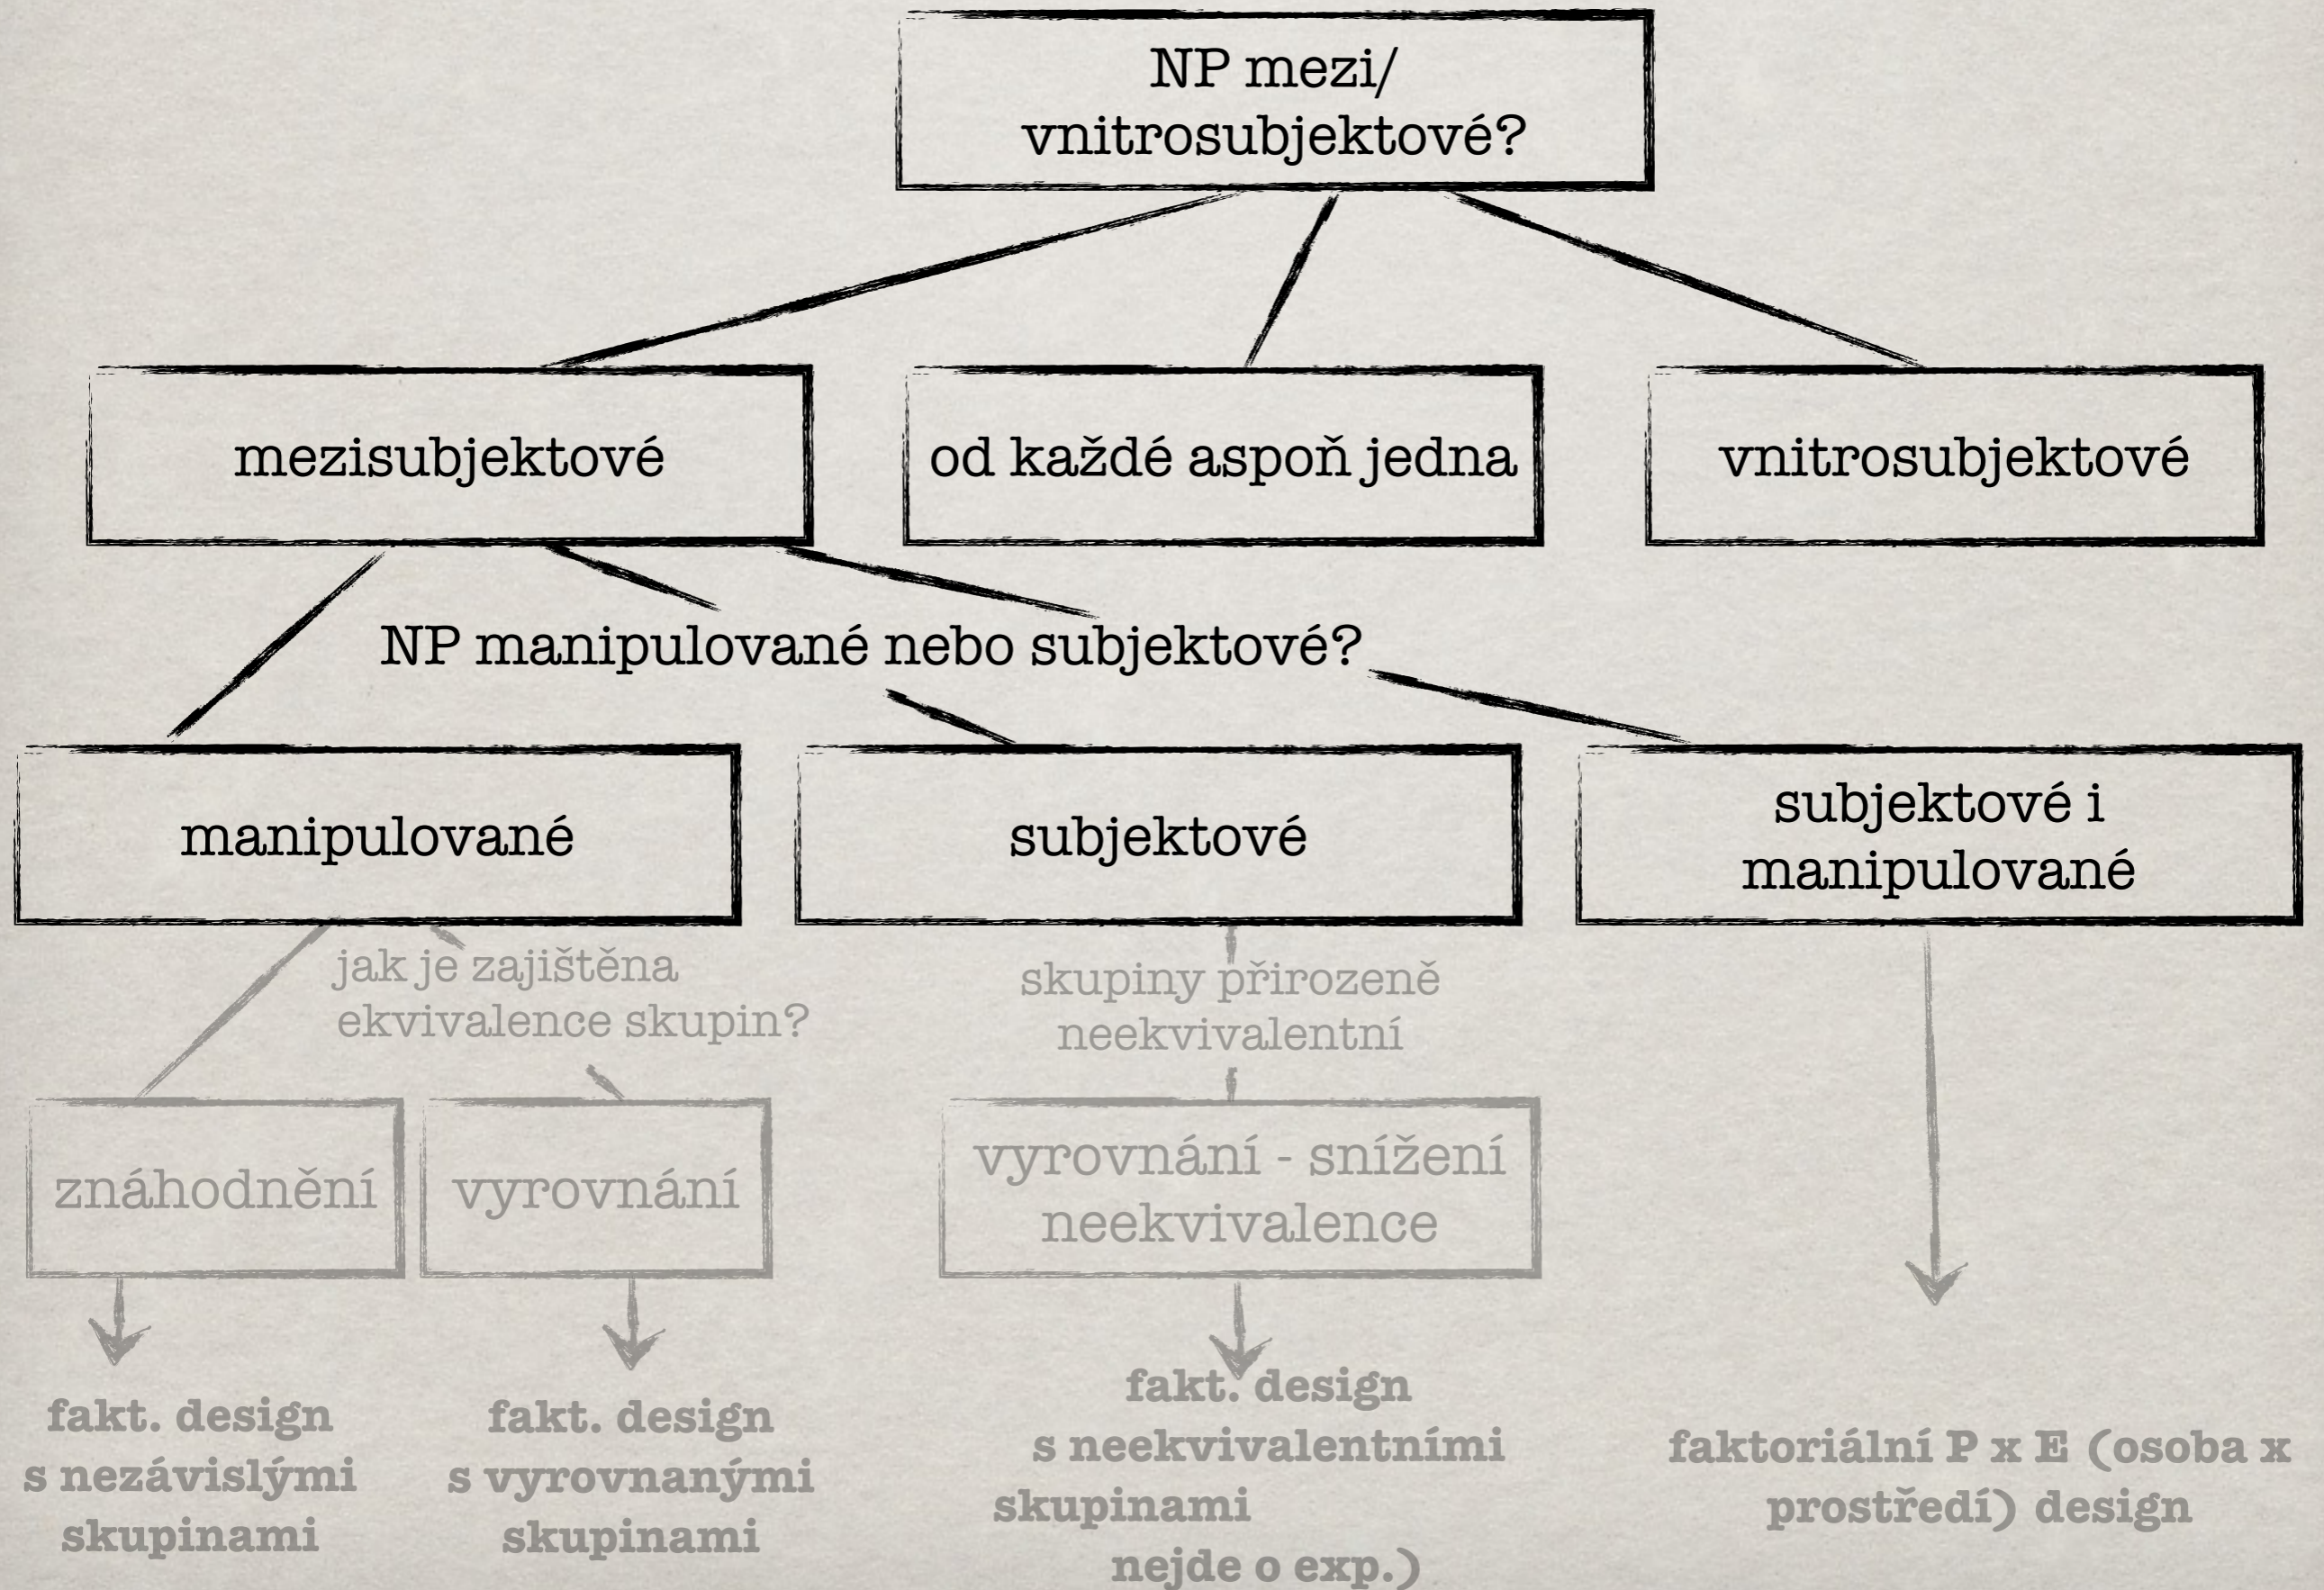 NP mezi/
vnitrosubjektové?
mezisubjektové
od každé aspoň jedna
vnitrosubjektové
NP manipulované nebo subjektové?
manipulované
subjektové
subjektové i
manipulované
jak je zajištěna
ekvivalence skupin?
skupiny přirozeně
neekvivalentní
znáhodnění
vyrovnání
vyrovnání - snížení
neekvivalence
fakt. design
s nezávislými
skupinami
fakt. design
s vyrovnanými
skupinami
fakt. design
s neekvivalentními
skupinami
nejde o exp.)
faktoriální P x E (osoba x
prostředí) design